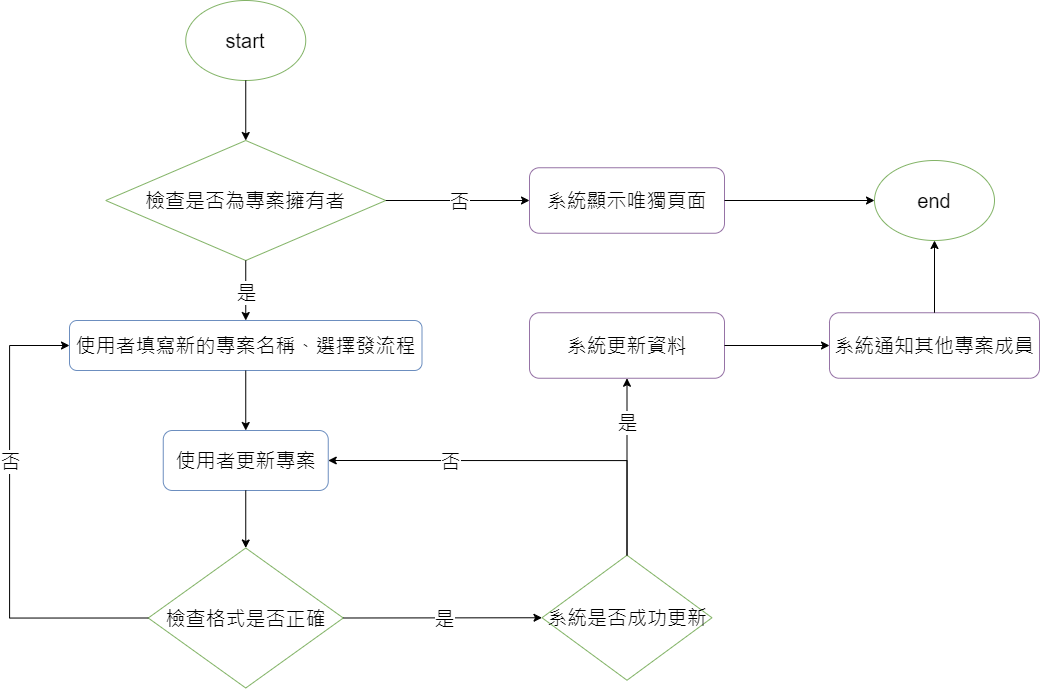 start
檢查是否為專案擁有者
否
系統顯示唯獨頁面
end
是
使用者填寫新的專案名稱、選擇發流程
系統更新資料
系統通知其他專案成員
是
否
使用者更新專案
否
檢查格式是否正確
是
系統是否成功更新